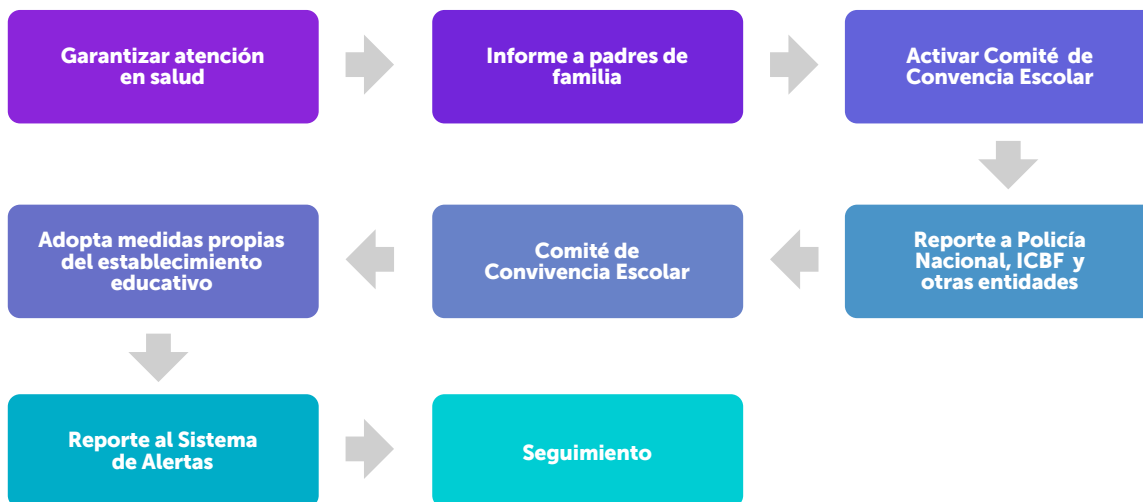 Garantizar atención
en salud
Informe a padres de
familia
Activar Comité de
Convencia Escolar
Reporte a Policía
Nacional, ICBF y
otras entidades
Comité de
Convivencia Escolar
Adopta medidas propias
del establecimiento
educativo
Reporte al Sistema
de Alertas
Seguimiento